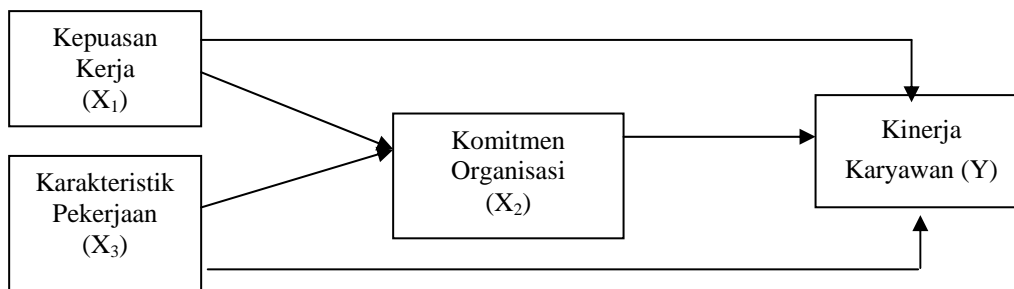 Kepuasan
Kerja
(X₁)
Karakteristik
Pekerjaan
(X₃)
Komitmen
Organisasi
(X₂)
Kinerja
Karyawan (Y)